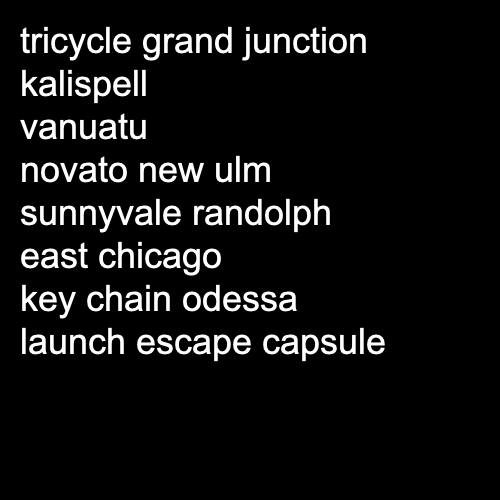 tricycle grand junction
kalispell
vanuatu
novato new ulm
sunnyvale randolph
east chicago
key chain odessa
launch escape capsule